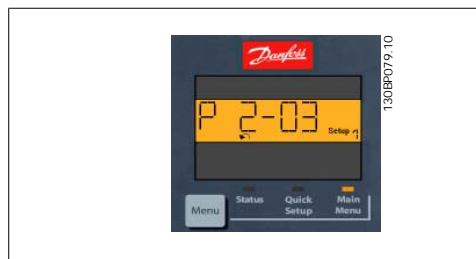 Danfoss
P 2-03
Setup 1
Status Quick Setup Main Menu
Menu
130BP079.10